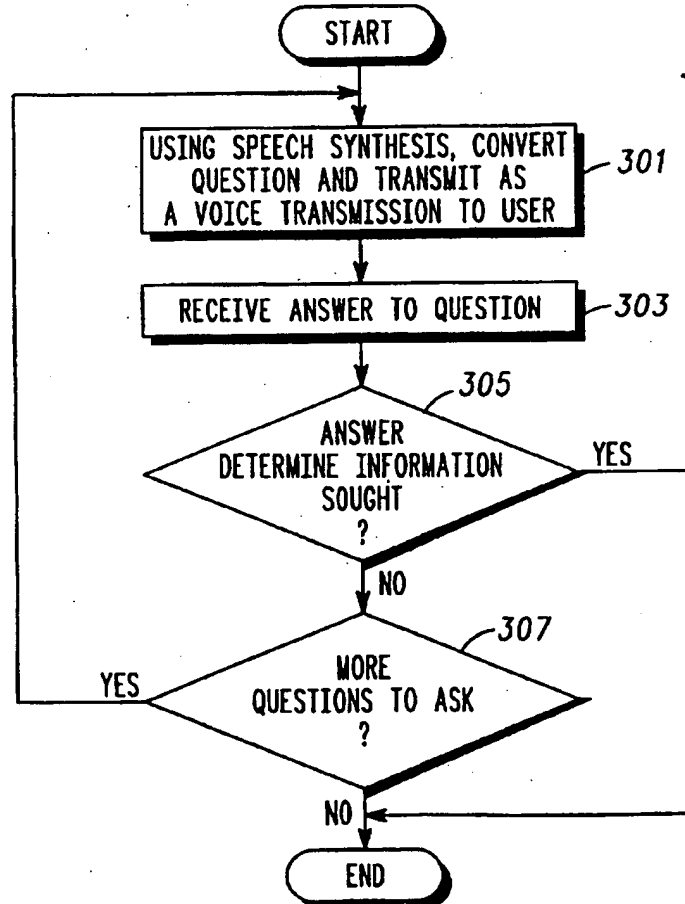 START
USING SPEECH SYNTHESIS, CONVERT
QUESTION AND TRANSMIT AS
A VOICE TRANSMISSION TO USER
301
RECEIVE ANSWER TO QUESTION
303
305
ANSWER
DETERMINE INFORMATION
SOUGHT
?
YES
NO
307
MORE
QUESTIONS TO ASK
?
YES
NO
END